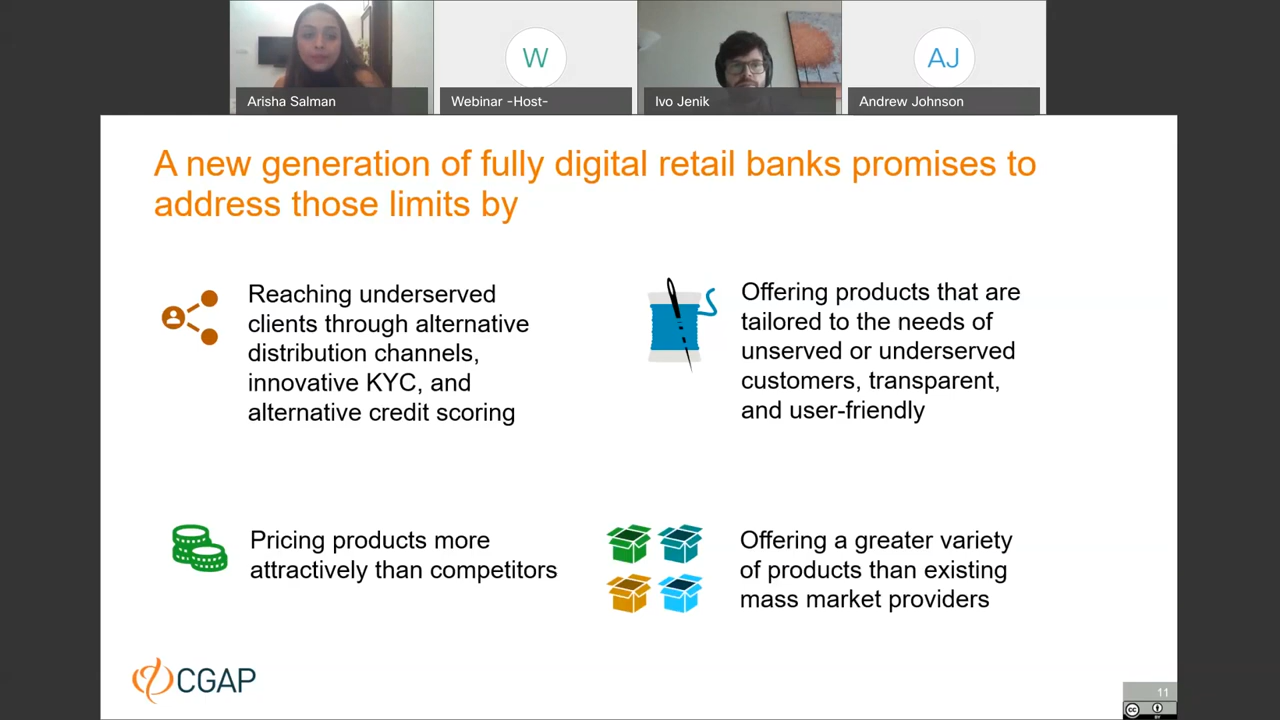 W
AJ
Arisha Salman
Webinar -Host-
Ivo Jenik
Andrew Johnson
A new generation of fully digital retail banks promises to
address those limits by
Reaching underserved
clients through alternative
distribution channels,
innovative KYC, and
alternative credit scoring
Offering products that are
tailored to the needs of
unserved or underserved
customers, transparent,
and user-friendly
Pricing products more
attractively than competitors
Offering a greater variety
of products than existing
mass market providers
CGAP
11
cc
BY